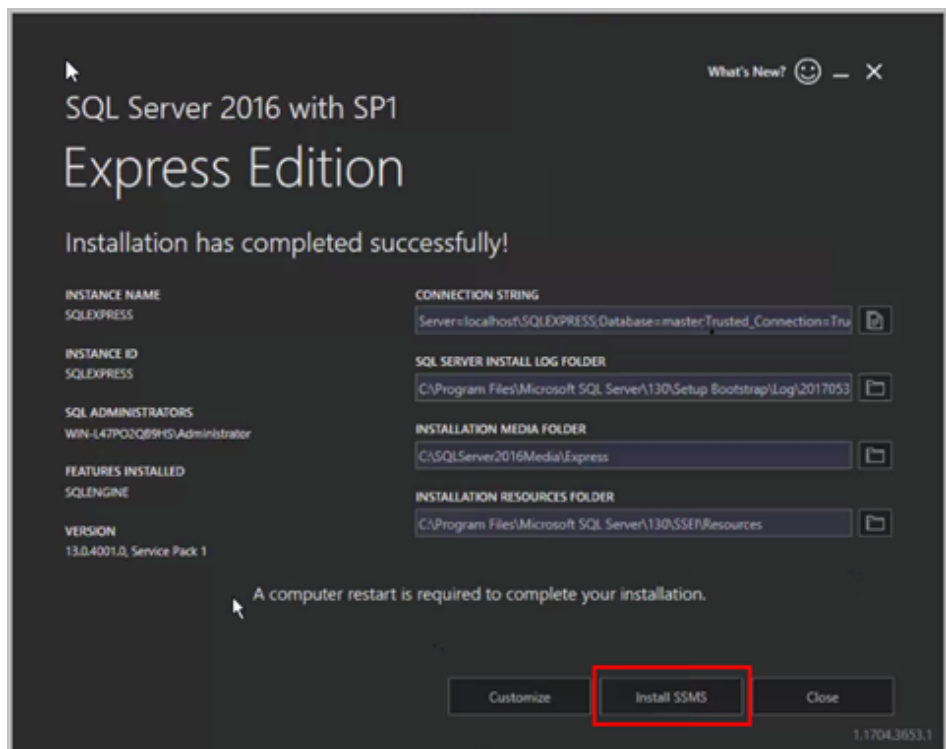 What's New?
SQL Server 2016 with SP1
Express Edition
Installation has completed successfully!
INSTANCE NAME
SQLEXPRESS
INSTANCE ID
SQLEXPRESS
SQL ADMINISTRATORS
WIN-L47PO2QB9HS\Administrator
FEATURES INSTALLED
SQLENGINE
VERSION
13.0.4001.0, Service Pack 1
CONNECTION STRING
Server=localhost\SQLEXPRESS;Database=master;Trusted_Connection=Tru
SQL SERVER INSTALL LOG FOLDER
C:\Program Files\Microsoft SQL Server\130\Setup Bootstrap\Log\2017053
INSTALLATION MEDIA FOLDER
C:\SQLServer2016Media\Express
INSTALLATION RESOURCES FOLDER
C:\Program Files\Microsoft SQL Server\130\SSEI\Resources
A computer restart is required to complete your installation.
Customize
Install SSMS
Close
1.1704.3653.1